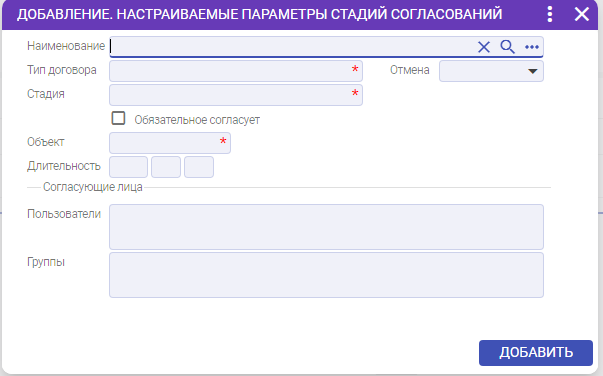 ДОБАВЛЕНИЕ. НАСТРАИВАЕМЫЕ ПАРАМЕТРЫ СТАДИЙ СОГЛАСОВАНИЙ
Наименование
Тип договора * Отмена
Стадия *
Обязательное согласует
Объект *
Длительность
Согласующие лица
Пользователи
Группы
ДОБАВИТЬ